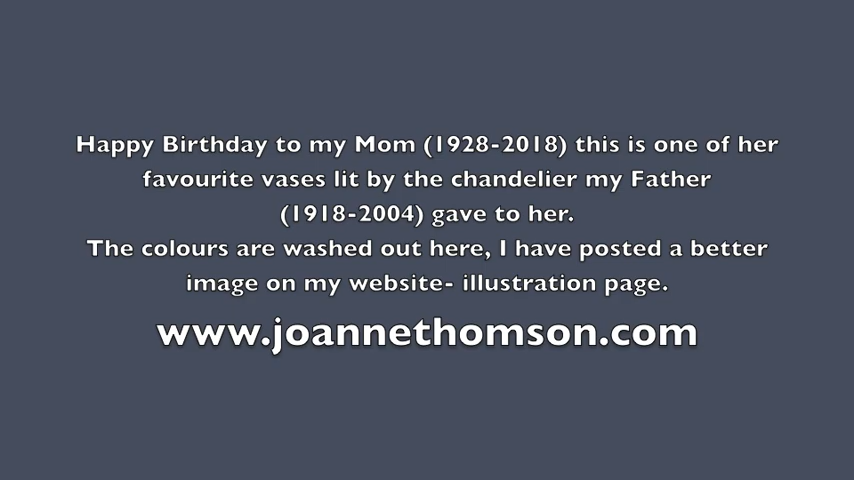 Happy Birthday to my Mom (1928-2018) this is one of her
favourite vases lit by the chandelier my Father
(1918-2004) gave to her.
The colours are washed out here, I have posted a better
image on my website- illustration page.
www.joannethomson.com